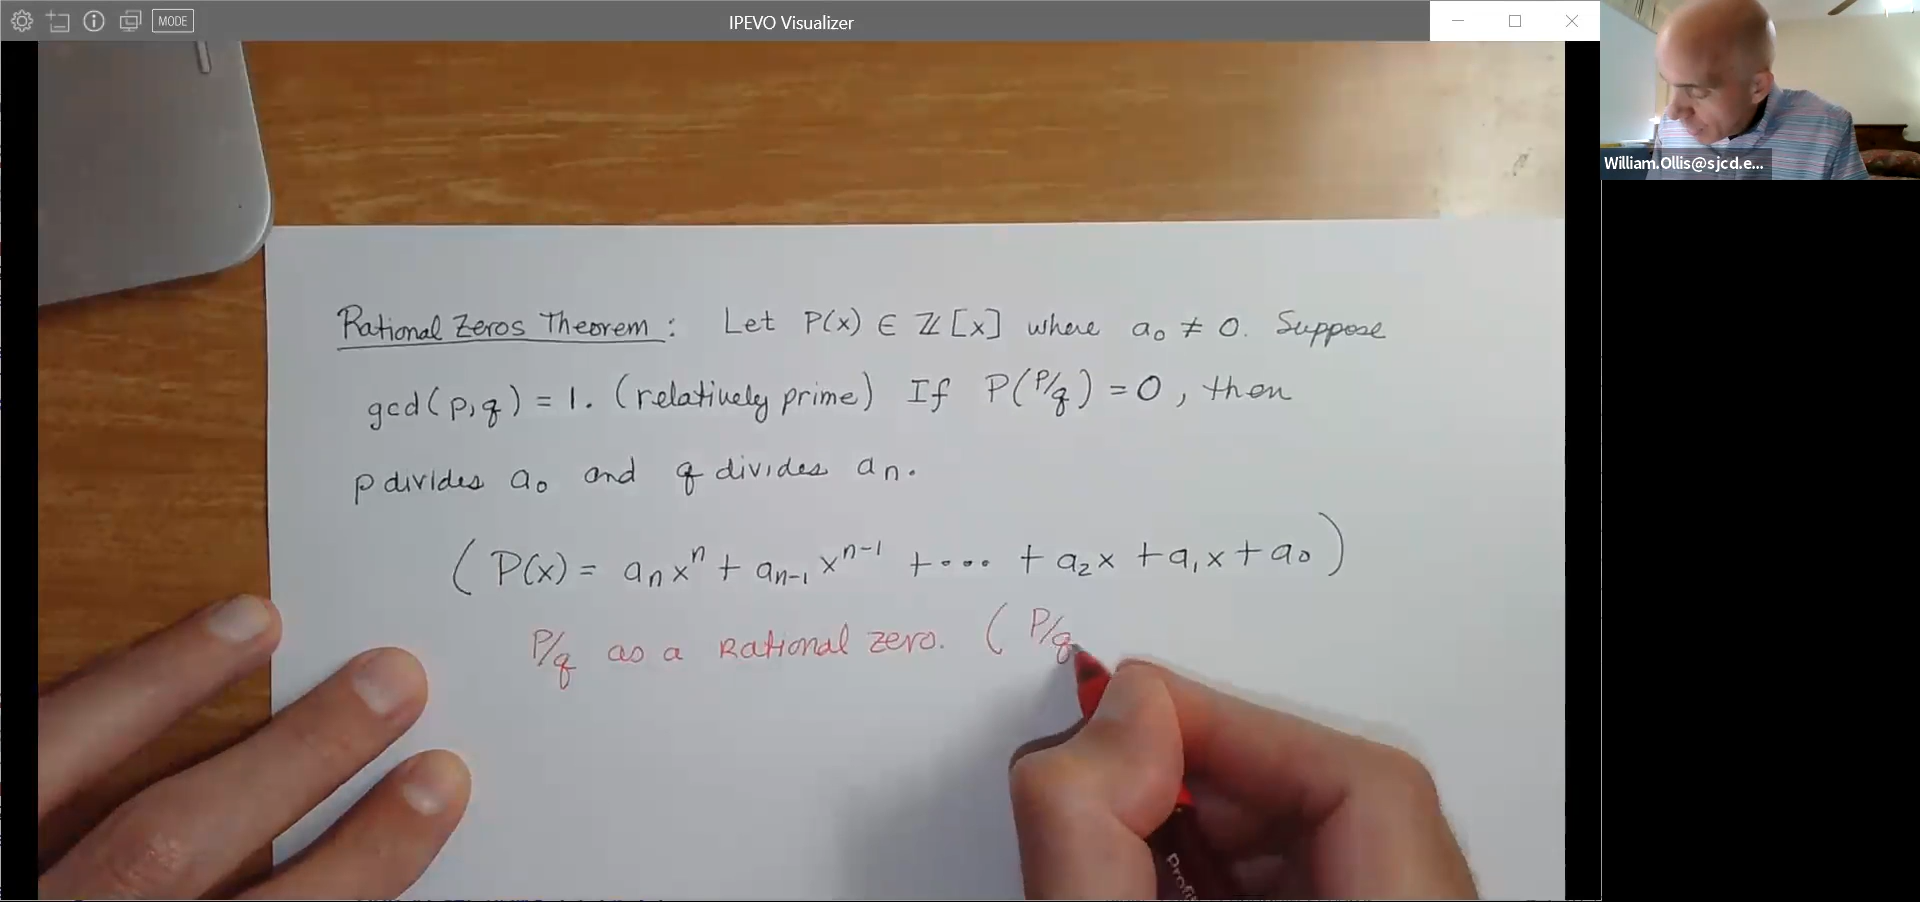 MODE
IPEVO Visualizer
William.Ollis@sjcd.e...
Rational Zeros Theorem: Let P(x) ∈ ℤ[x] where a₀ ≠ 0. Suppose
gcd(p,q) = 1. (relatively prime) If P(p/q) = 0, then
p divides a₀ and q divides aₙ.
(P(x) = aₙxⁿ + aₙ₋₁xⁿ⁻¹ + ... + a₂x + a₁x + a₀)
P/q as a rational zero. (P/q